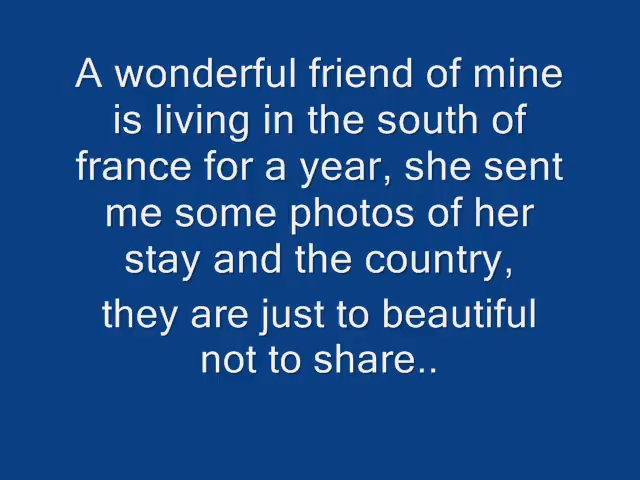 A wonderful friend of mine
is living in the south of
france for a year, she sent
me some photos of her
stay and the country,
they are just to beautiful
not to share..